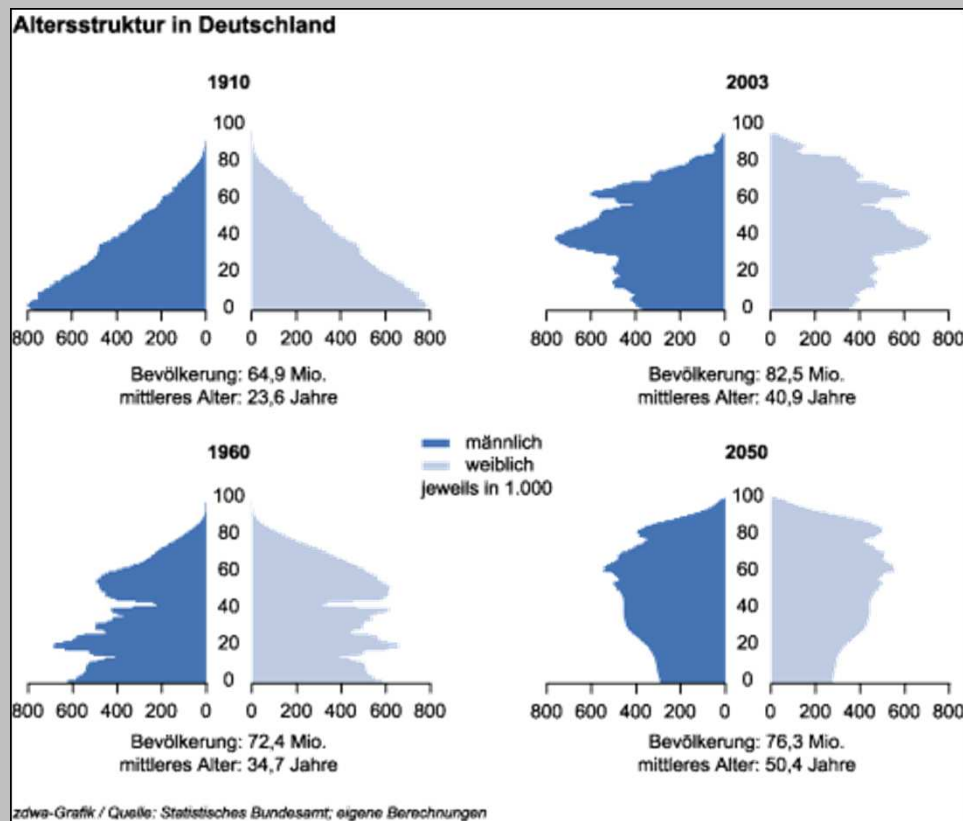 Altersstruktur in Deutschland
1910
100
80
60
40
20
0
800 600 400 200 0 0 200 400 600 800
Bevölkerung: 64,9 Mio.
mittleres Alter: 23,6 Jahre
2003
100
80
60
40
20
0
800 600 400 200 0 0 200 400 600 800
Bevölkerung: 82,5 Mio.
mittleres Alter: 40,9 Jahre
männlich
weiblich
jeweils in 1.000
1960
100
80
60
40
20
0
800 600 400 200 0 0 200 400 600 800
Bevölkerung: 72,4 Mio.
mittleres Alter: 34,7 Jahre
2050
100
80
60
40
20
0
800 600 400 200 0 0 200 400 600 800
Bevölkerung: 76,3 Mio.
mittleres Alter: 50,4 Jahre
zdwa-Grafik / Quelle: Statistisches Bundesamt; eigene Berechnungen